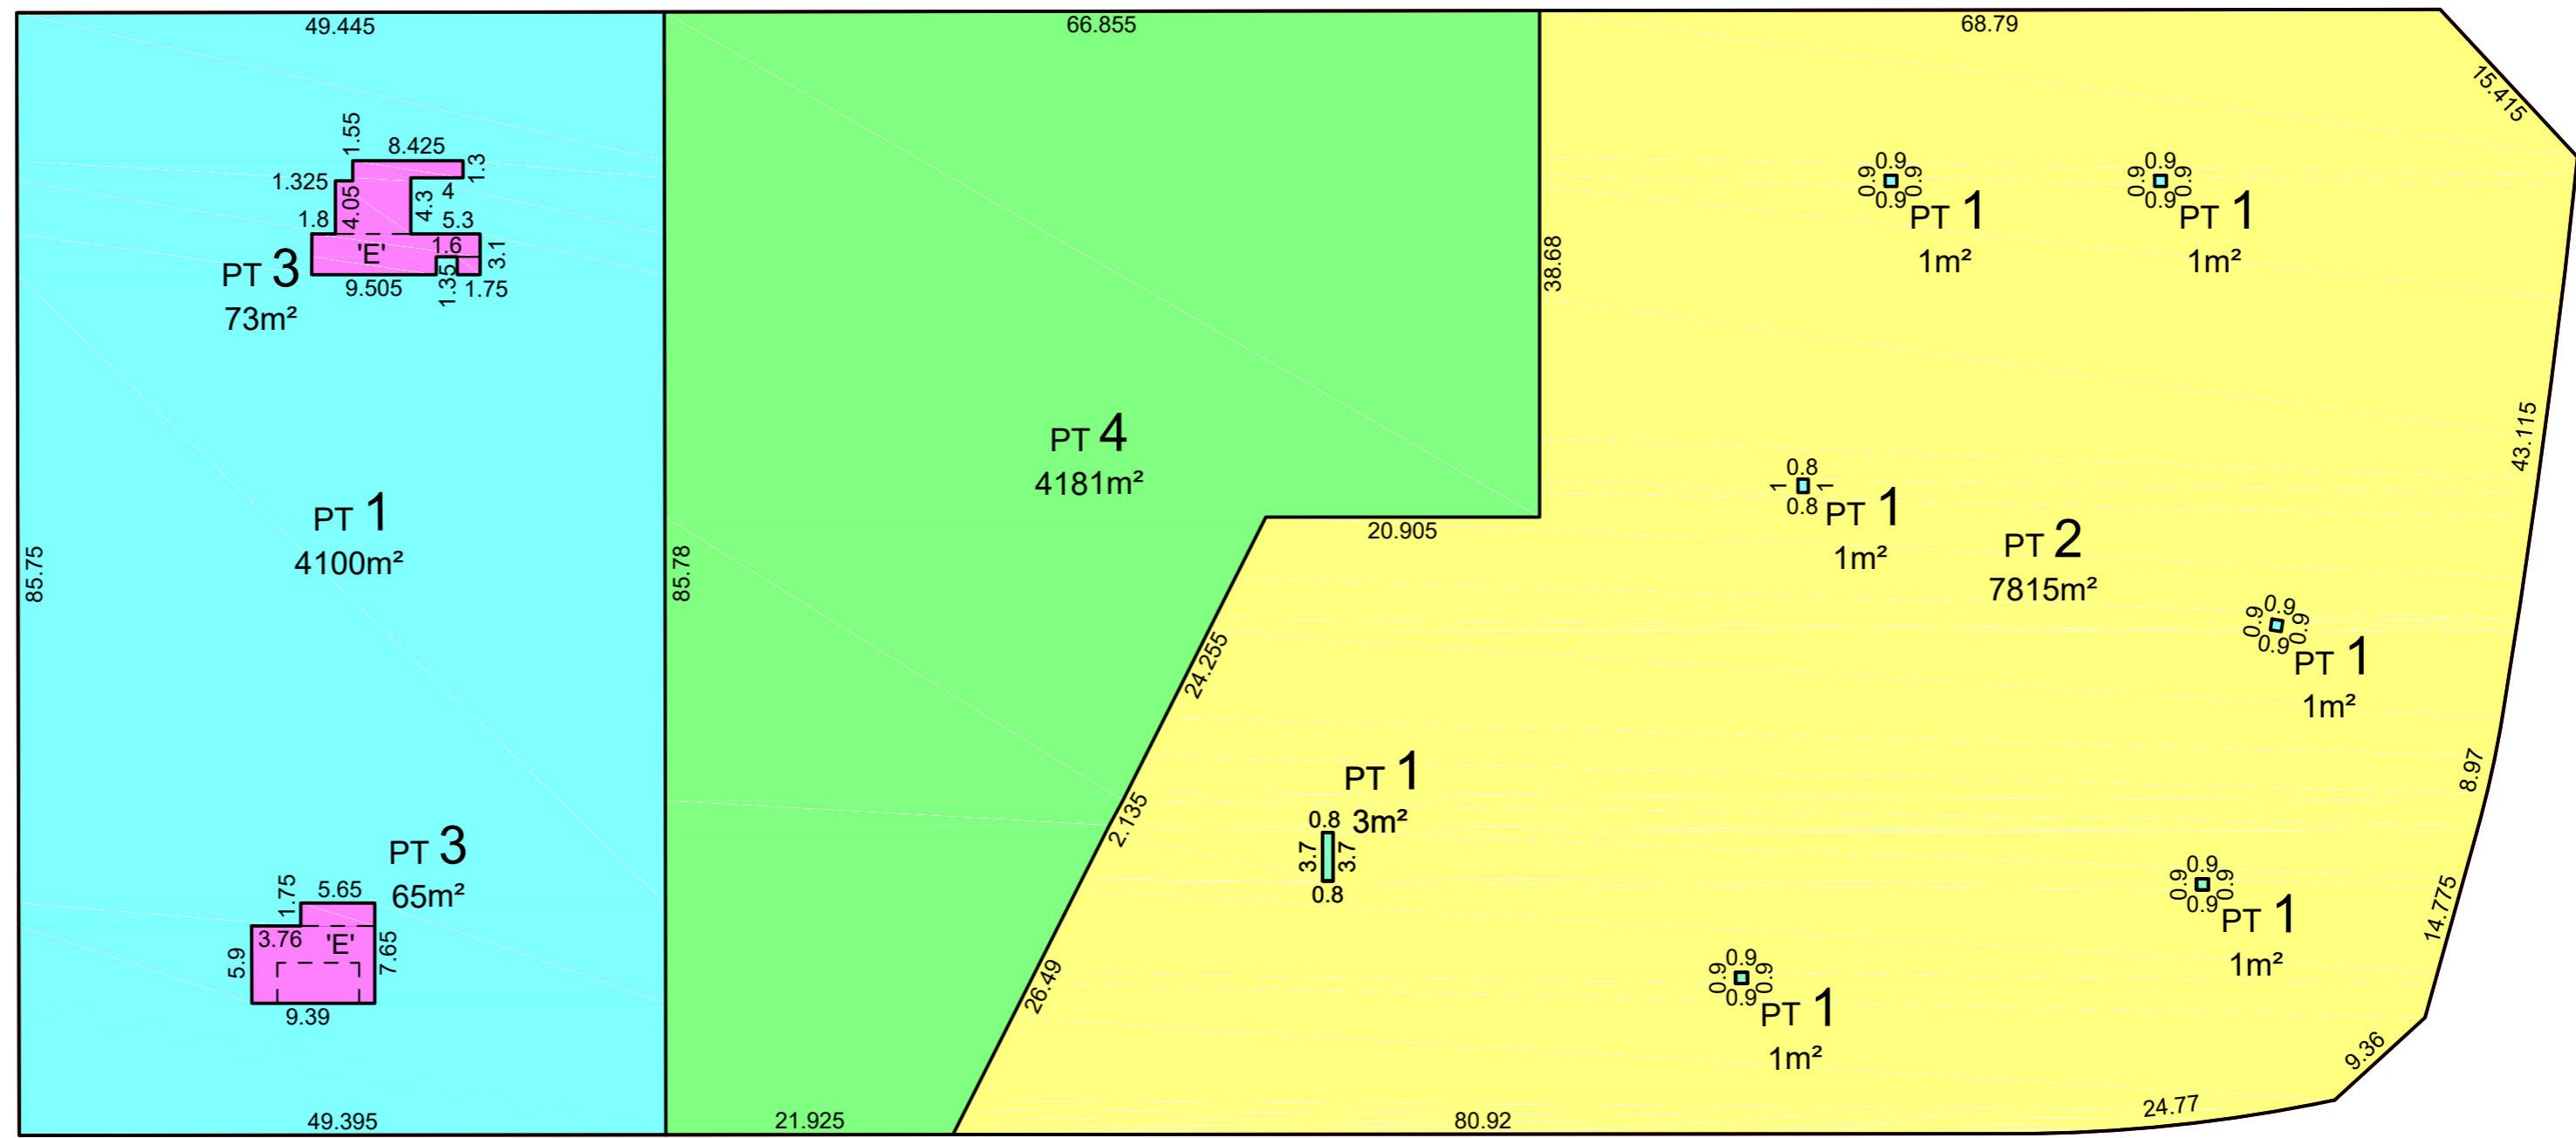 49.445
66.855
68.79
15.415
1.55
8.425
1.3
1.325
4.05
4.3
4
1.8
5.3
'E'
1.6
3.1
PT 3
73m²
9.505
1.35
1.75
0.9
0.9
0.9
0.9
PT 1
1m²
0.9
0.9
0.9
0.9
PT 1
1m²
38.68
43.115
PT 4
4181m²
0.8
1
1
0.8
PT 1
1m²
PT 1
4100m²
85.75
85.78
20.905
PT 2
7815m²
0.9
0.9
0.9
0.9
PT 1
1m²
24.255
8.97
2.135
PT 1
3m²
0.8
3.7
3.7
0.8
PT 3
65m²
1.75
5.65
3.76
'E'
5.9
7.65
9.39
0.9
0.9
0.9
0.9
PT 1
1m²
14.775
26.49
0.9
0.9
0.9
0.9
PT 1
1m²
9.36
49.395
21.925
80.92
24.77